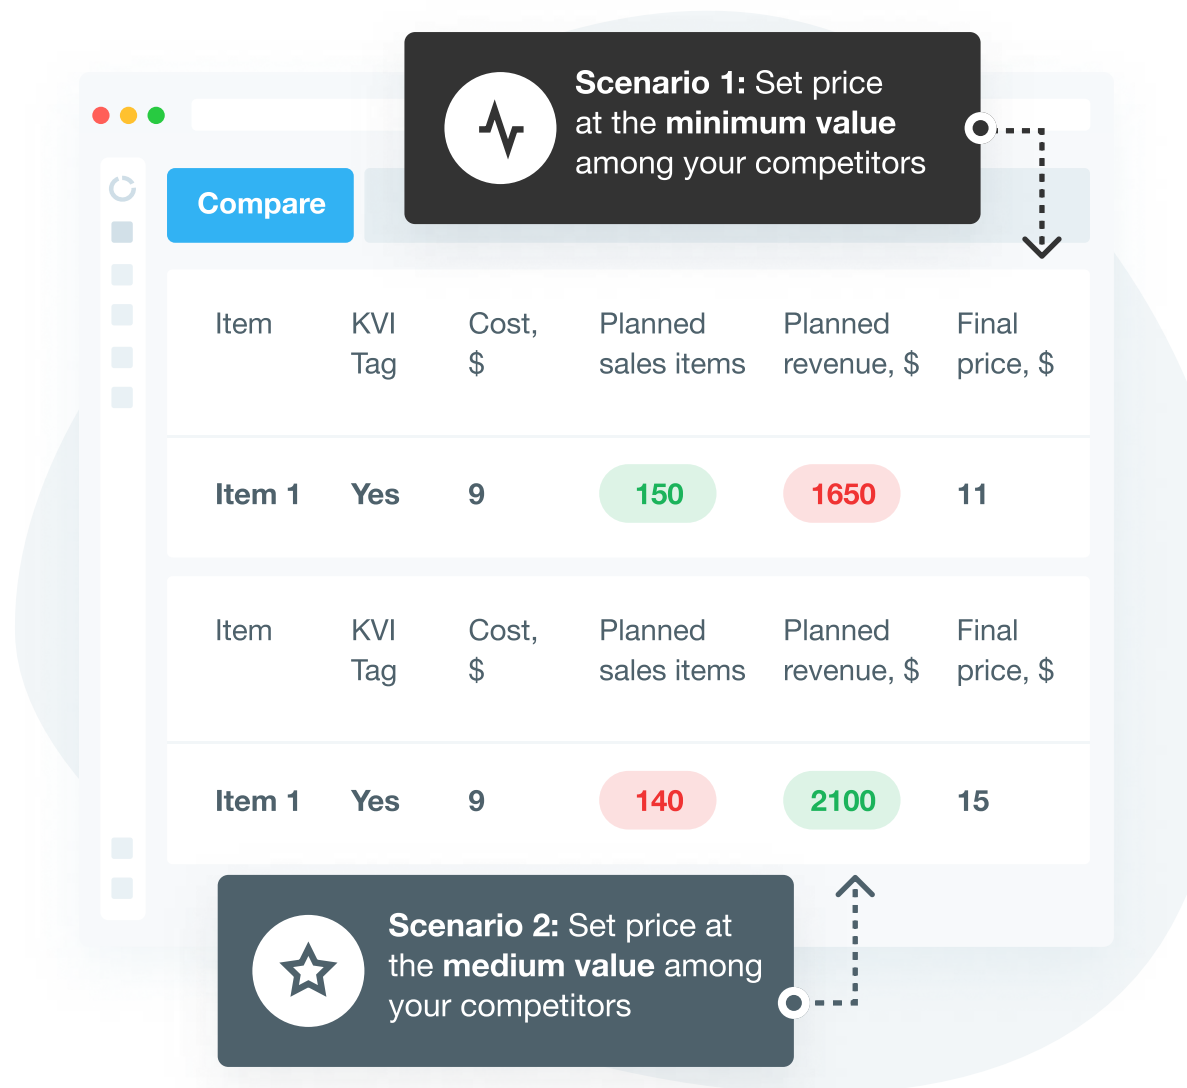 Scenario 1: Set price
at the minimum value
among your competitors
Compare
Item KVI Tag Cost, $ Planned sales items Planned revenue, $ Final price, $
Item 1 Yes 9 150 1650 11
Item KVI Tag Cost, $ Planned sales items Planned revenue, $ Final price, $
Item 1 Yes 9 140 2100 15
Scenario 2: Set price at
the medium value among
your competitors